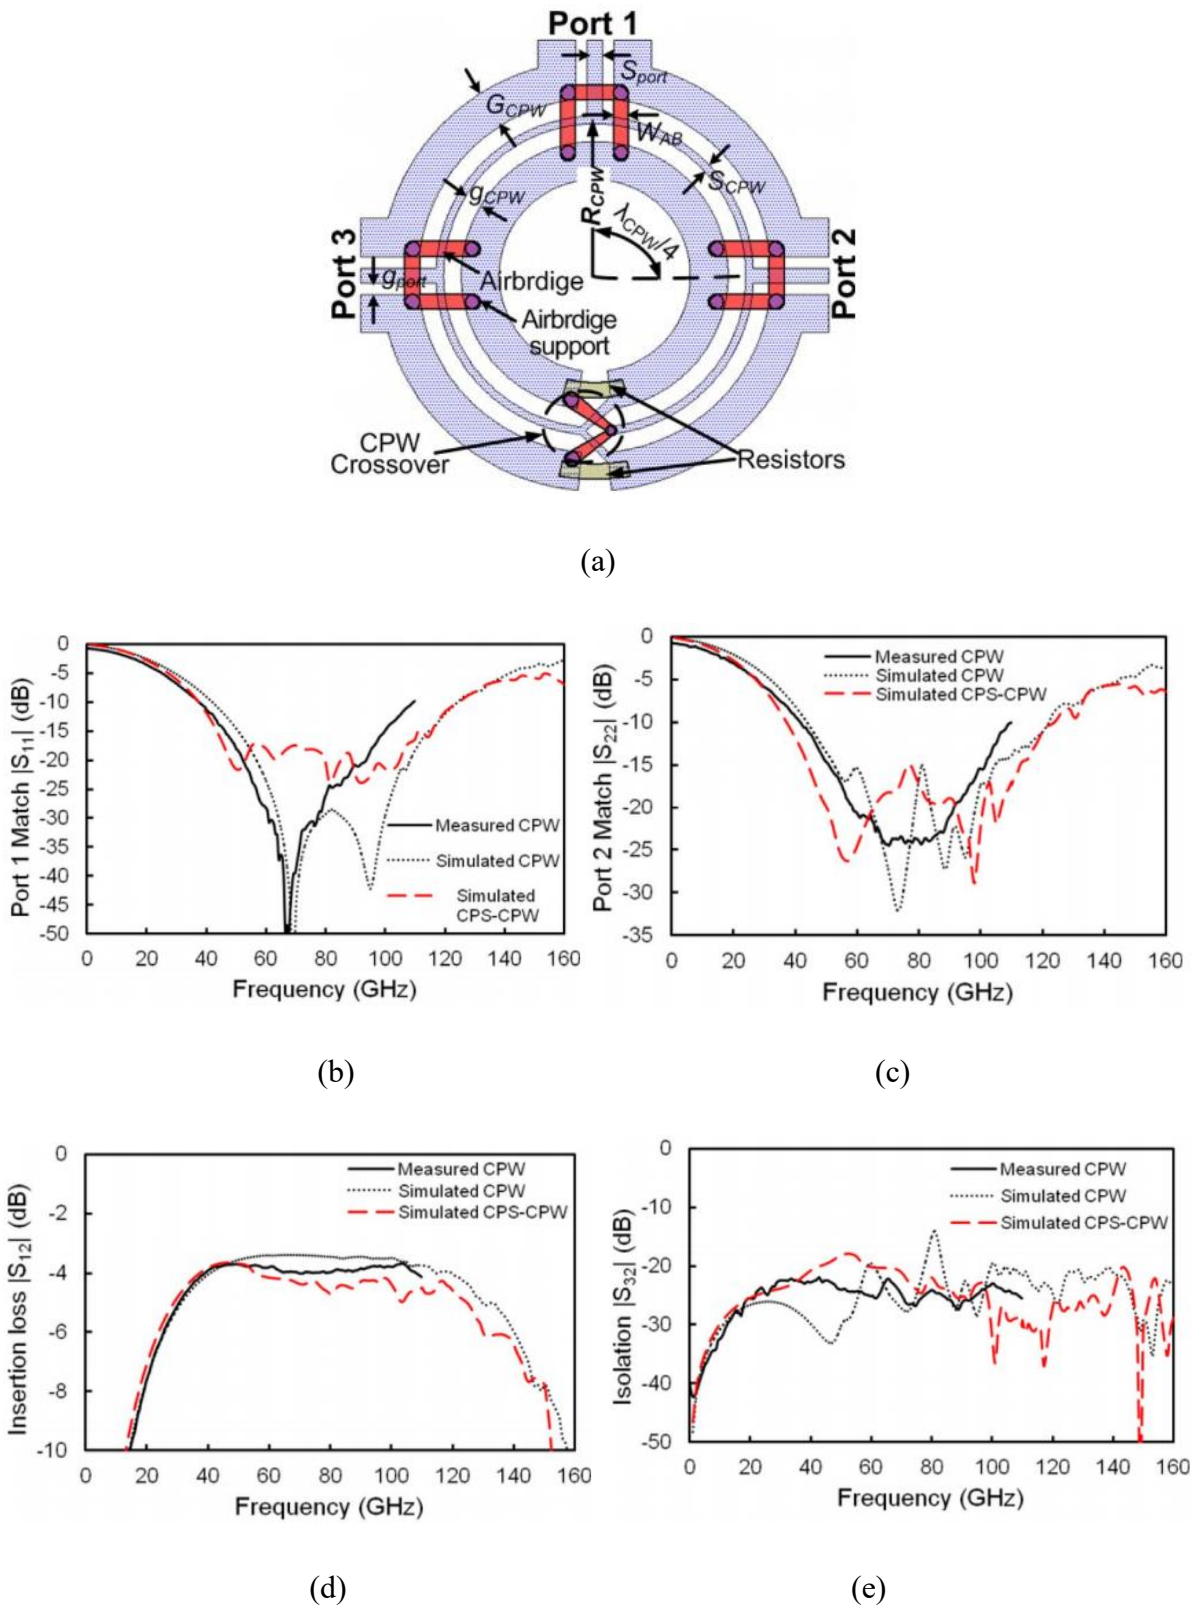 Port 1
S_port
G_CPW
W_AB
S_CPW
g_CPW
R_CPW
λ_CPW/4
Port 3
Port 2
g_port
Airbrdige
Airbrdige
support
CPW
Crossover
Resistors
(a)
Port 1 Match |S11| (dB)
0
-5
-10
-15
-20
-25
-30
-35
-40
-45
-50
Measured CPW
Simulated CPW
Simulated
CPS-CPW
0 20 40 60 80 100 120 140 160
Frequency (GHz)
(b)
Port 2 Match |S22| (dB)
0
-5
-10
-15
-20
-25
-30
-35
Measured CPW
Simulated CPW
Simulated CPS-CPW
0 20 40 60 80 100 120 140 160
Frequency (GHz)
(c)
Insertion loss |S12| (dB)
0
-2
-4
-6
-8
-10
Measured CPW
Simulated CPW
Simulated CPS-CPW
0 20 40 60 80 100 120 140 160
Frequency (GHz)
(d)
Isolation |S32| (dB)
0
-10
-20
-30
-40
-50
Measured CPW
Simulated CPW
Simulated CPS-CPW
0 20 40 60 80 100 120 140 160
Frequency (GHz)
(e)